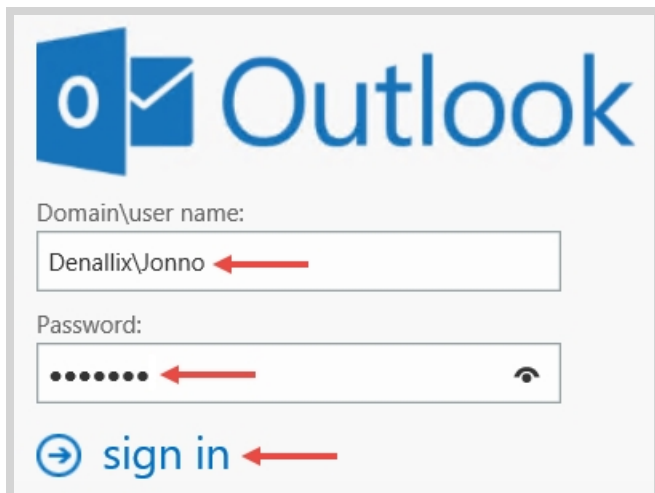 Outlook
Domain\user name:
Denallix\Jonno
Password:
•••••••
sign in